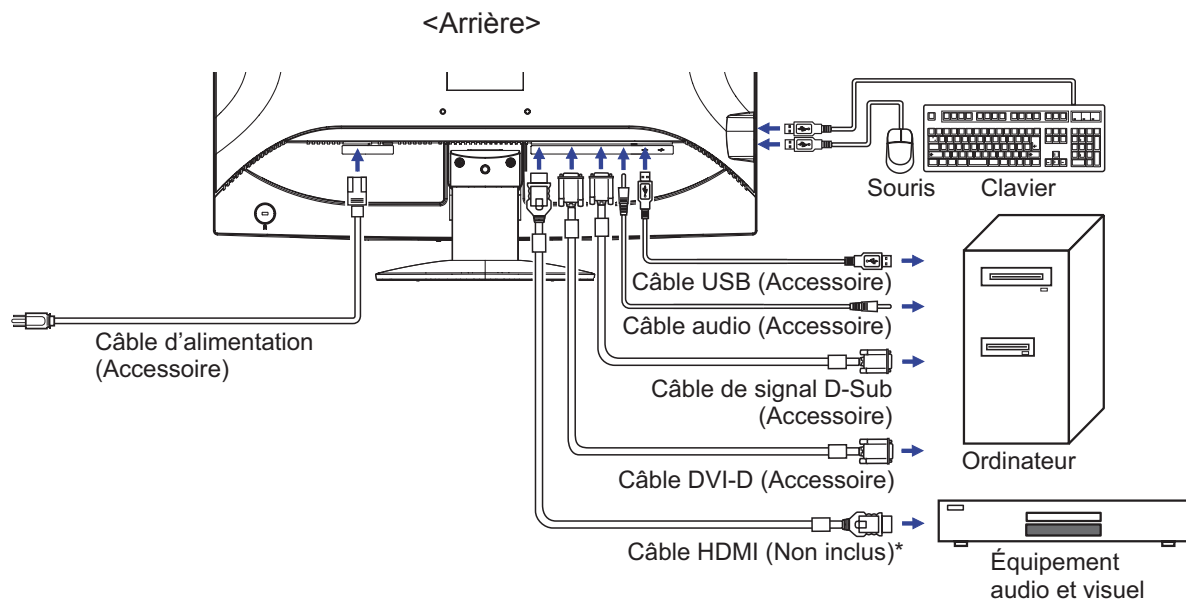 <Arrière>
Souris
Clavier
Câble USB (Accessoire)
Câble audio (Accessoire)
Câble d’alimentation
(Accessoire)
Câble de signal D-Sub
(Accessoire)
Ordinateur
Câble DVI-D (Accessoire)
Câble HDMI (Non inclus)*
Équipement
audio et visuel